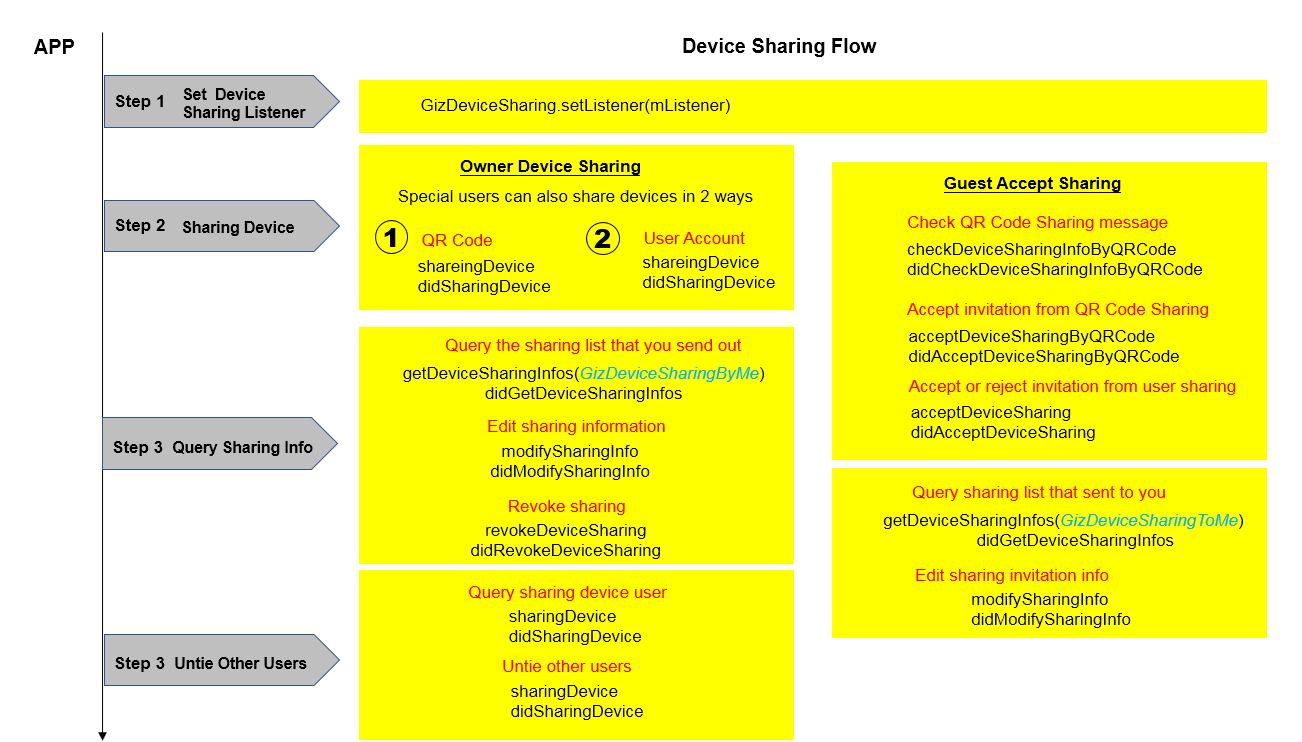 APP
Device Sharing Flow
Step 1 Set Device
Sharing Listener
GizDeviceSharing.setListener(mListener)
Step 2 Sharing Device
Owner Device Sharing
Special users can also share devices in 2 ways
1 QR Code
shareingDevice
didSharingDevice
2 User Account
shareingDevice
didSharingDevice
Guest Accept Sharing
Check QR Code Sharing message
checkDeviceSharingInfoByQRCode
didCheckDeviceSharingInfoByQRCode
Accept invitation from QR Code Sharing
acceptDeviceSharingByQRCode
didAcceptDeviceSharingByQRCode
Accept or reject invitation from user sharing
acceptDeviceSharing
didAcceptDeviceSharing
Step 3 Query Sharing Info
Query the sharing list that you send out
getDeviceSharingInfos(GizDeviceSharingByMe)
didGetDeviceSharingInfos
Edit sharing information
modifySharingInfo
didModifySharingInfo
Revoke sharing
revokeDeviceSharing
didRevokeDeviceSharing
Query sharing list that sent to you
getDeviceSharingInfos(GizDeviceSharingToMe)
didGetDeviceSharingInfos
Edit sharing invitation info
modifySharingInfo
didModifySharingInfo
Step 3 Untie Other Users
Query sharing device user
sharingDevice
didSharingDevice
Untie other users
sharingDevice
didSharingDevice